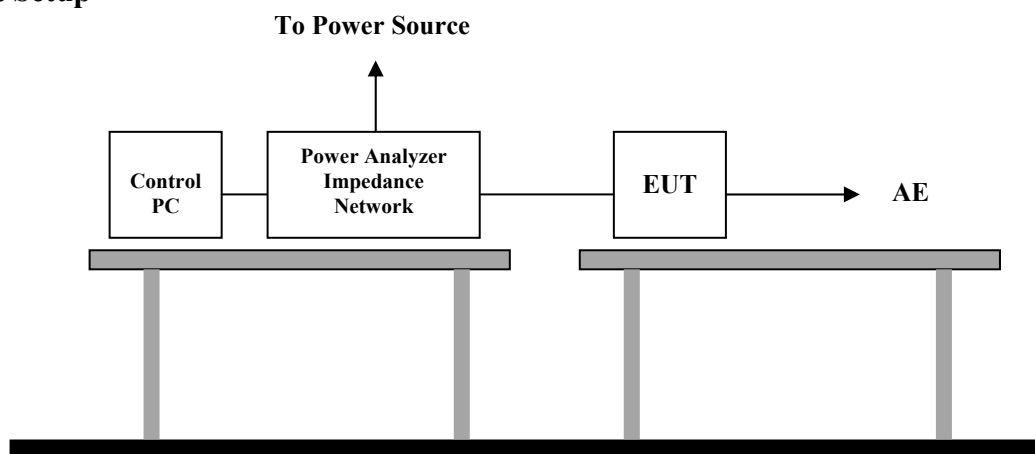 Setup
To Power Source
Control
PC
Power Analyzer
Impedance
Network
EUT
AE